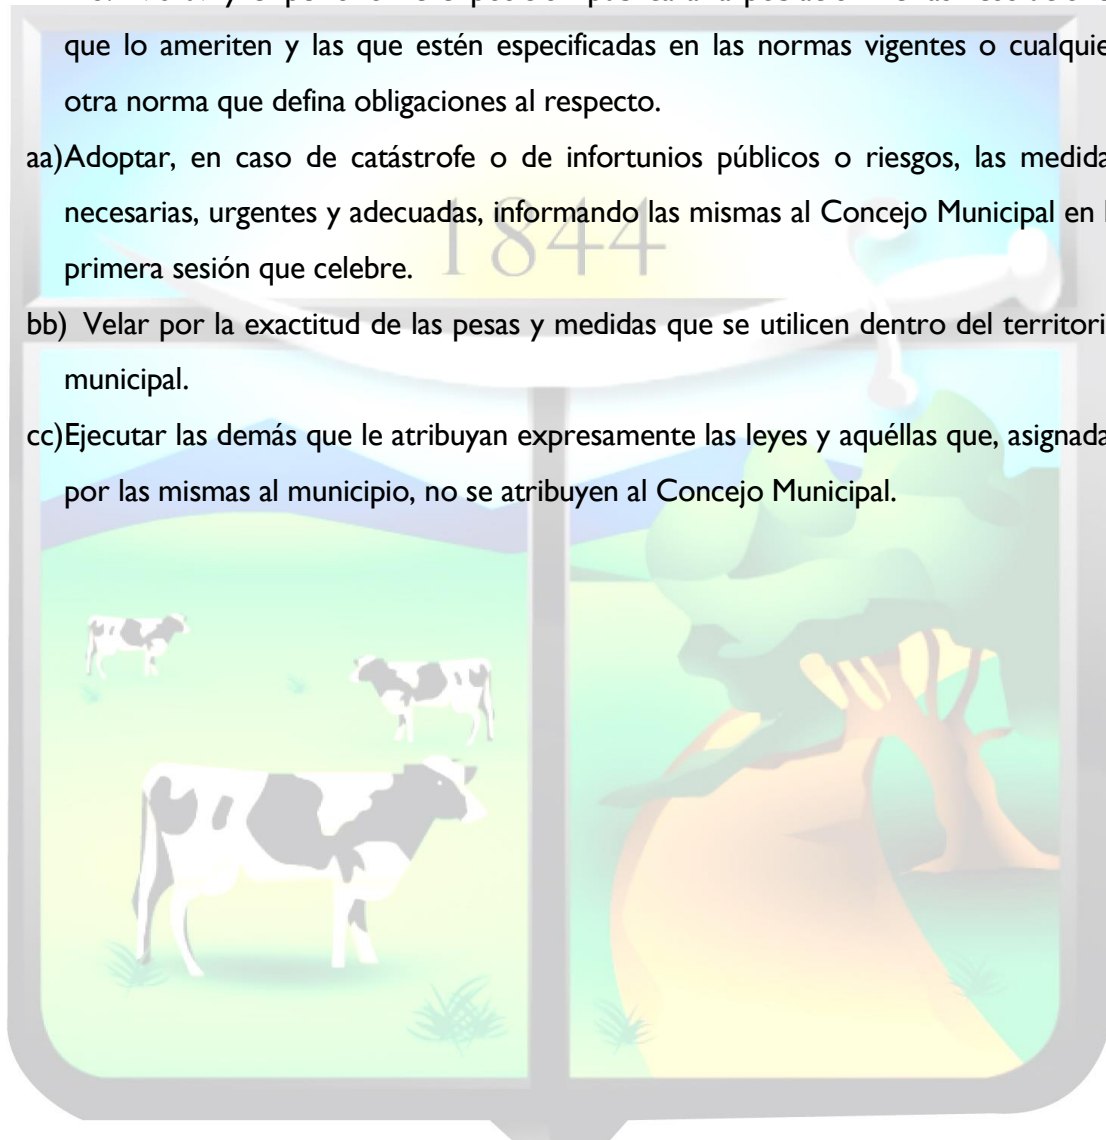 que lo ameriten y las que estén especificadas en las normas vigentes o
otra norma que defina obligaciones al respecto.
aa)Adoptar, en caso de catástrofe o de infortunios públicos o riesgos, las
necesarias, urgentes y adecuadas, informando las mismas al Concejo Municipal en
primera sesión que celebre.
1844
bb) Velar por la exactitud de las pesas y medidas que se utilicen dentro del
municipal.
cc)Ejecutar las demás que le atribuyan expresamente las leyes y aquéllas que,
por las mismas al municipio, no se atribuyen al Concejo Municipal.